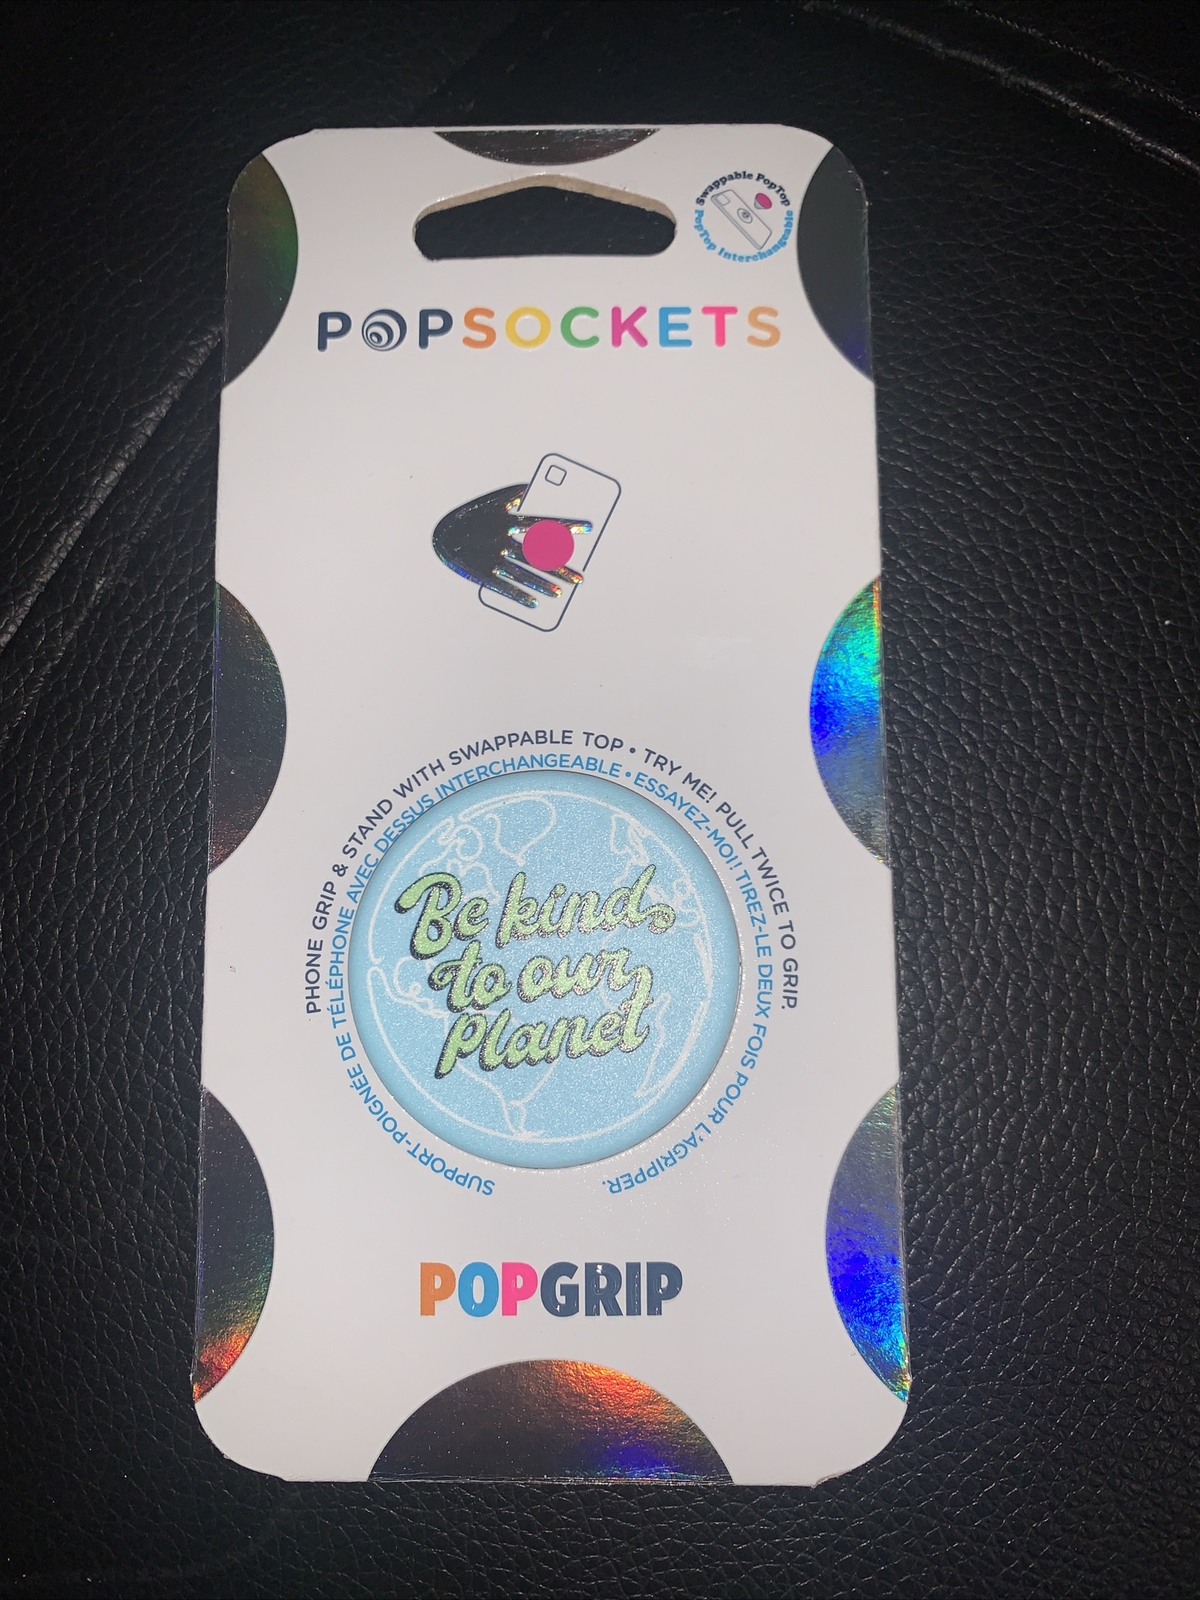 Swappable PopTop
PopTop Interchangeable
POPSOCKETS
PHONE GRIP & STAND WITH SWAPPABLE TOP • TRY ME! PULL TWICE TO GRIP.
SUPPORT-POIGNÉE DE TÉLÉPHONE AVEC DESSUS INTERCHANGEABLE • ESSAYEZ-MOI! TIREZ-LE DEUX FOIS POUR L'AGRIPPER.
Be kind
to our
Planet
POPGRIP